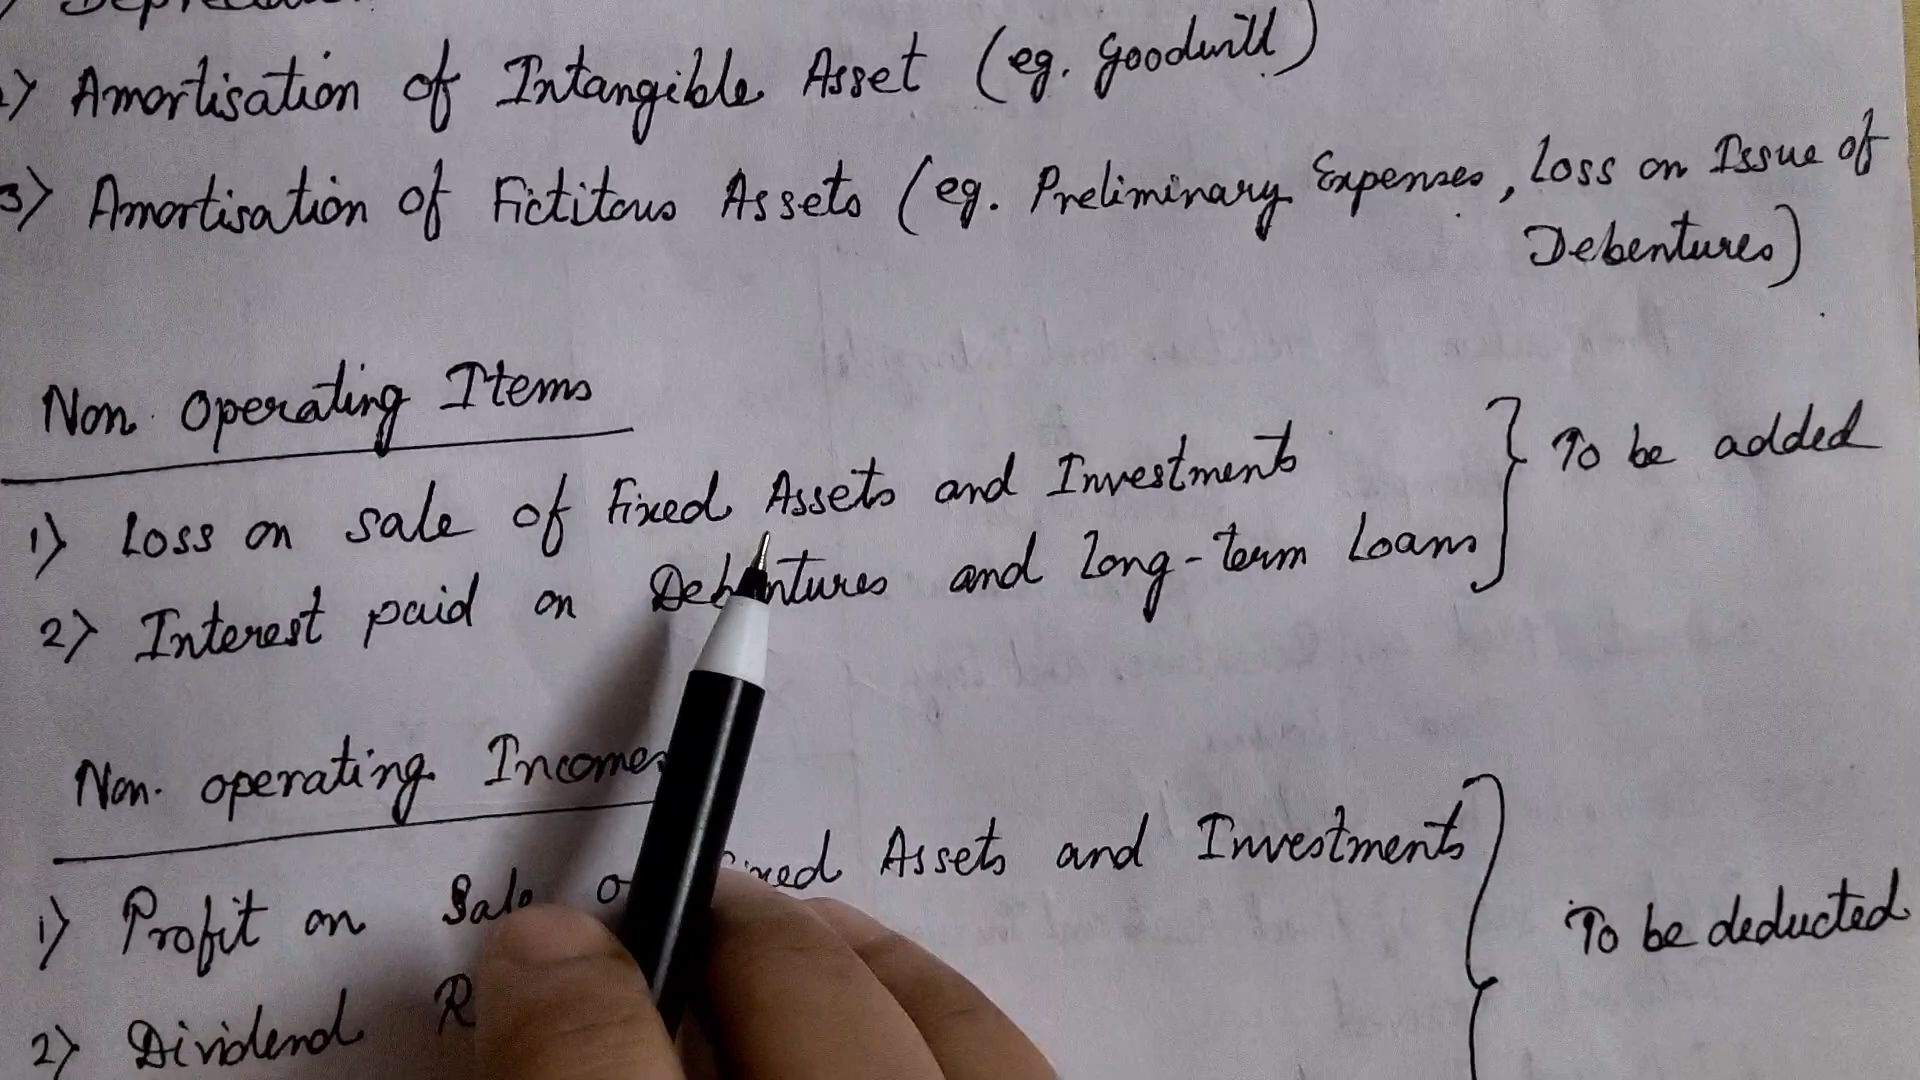 2) Amortisation of Intangible Asset (eg. Goodwill)
3) Amortisation of Fictitous Assets (eg. Preliminary Expenses, Loss on Issue of
Debentures)
Non Operating Items
1) Loss on sale of Fixed Assets and Investments
2) Interest paid on Debentures and Long-term Loans
} To be added
Non. operating Incomes
1) Profit on Sale Assets and Investments
2) Dividend
To be deducted